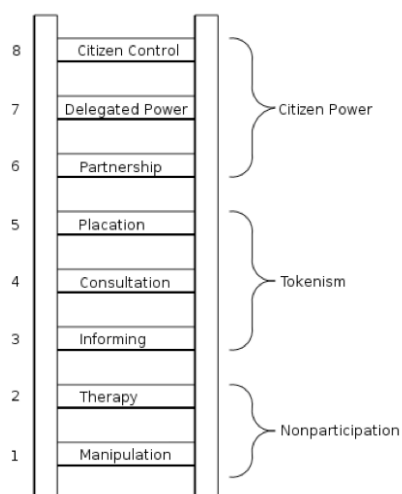 8 Citizen Control
7 Delegated Power Citizen Power
6 Partnership
5 Placation
4 Consultation Tokenism
3 Informing
2 Therapy
Nonparticipation
1 Manipulation